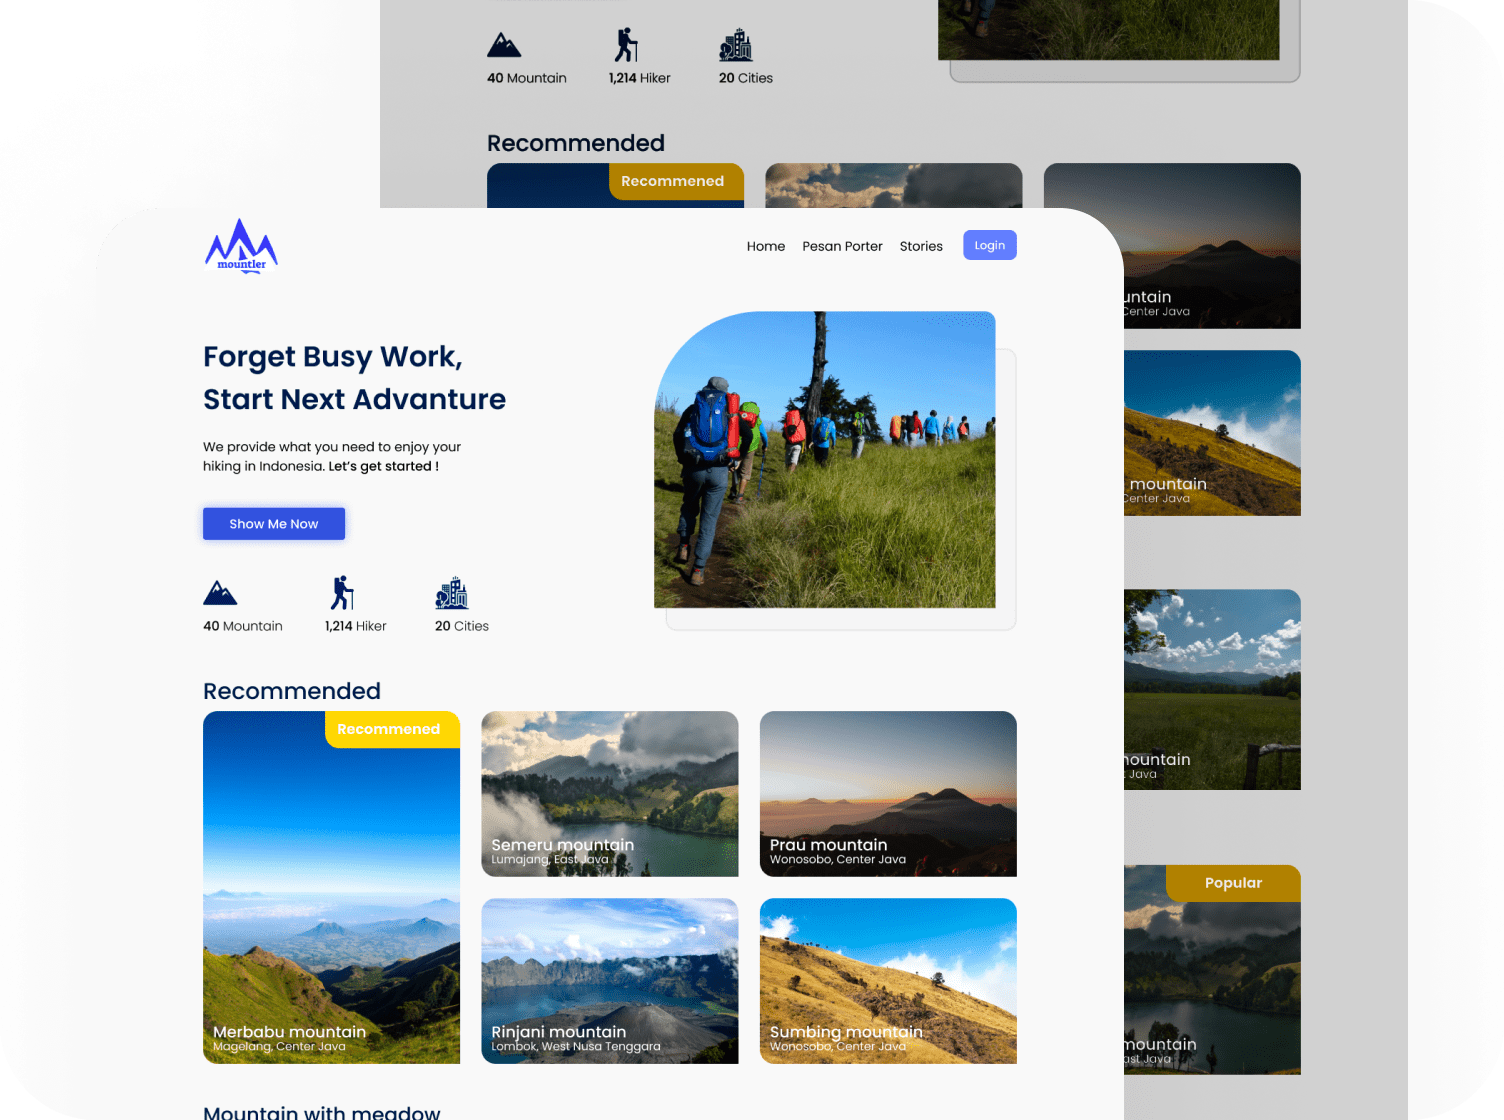 40 Mountain
1,214 Hiker
20 Cities
Recommended
Recommened
mountler
Home
Pesan Porter
Stories
Login
Forget Busy Work,
Start Next Advanture
We provide what you need to enjoy your
hiking in Indonesia. Let's get started !
Show Me Now
40 Mountain
1,214 Hiker
20 Cities
Recommended
Recommened
Merbabu mountain
Magelang, Center Java
Semeru mountain
Lumajang, East Java
Prau mountain
Wonosobo, Center Java
Rinjani mountain
Lombok, West Nusa Tenggara
Sumbing mountain
Wonosobo, Center Java
Mountain with meadow
untain
Center Java
mountain
Center Java
mountain
Java
Popular
mountain
ast Java